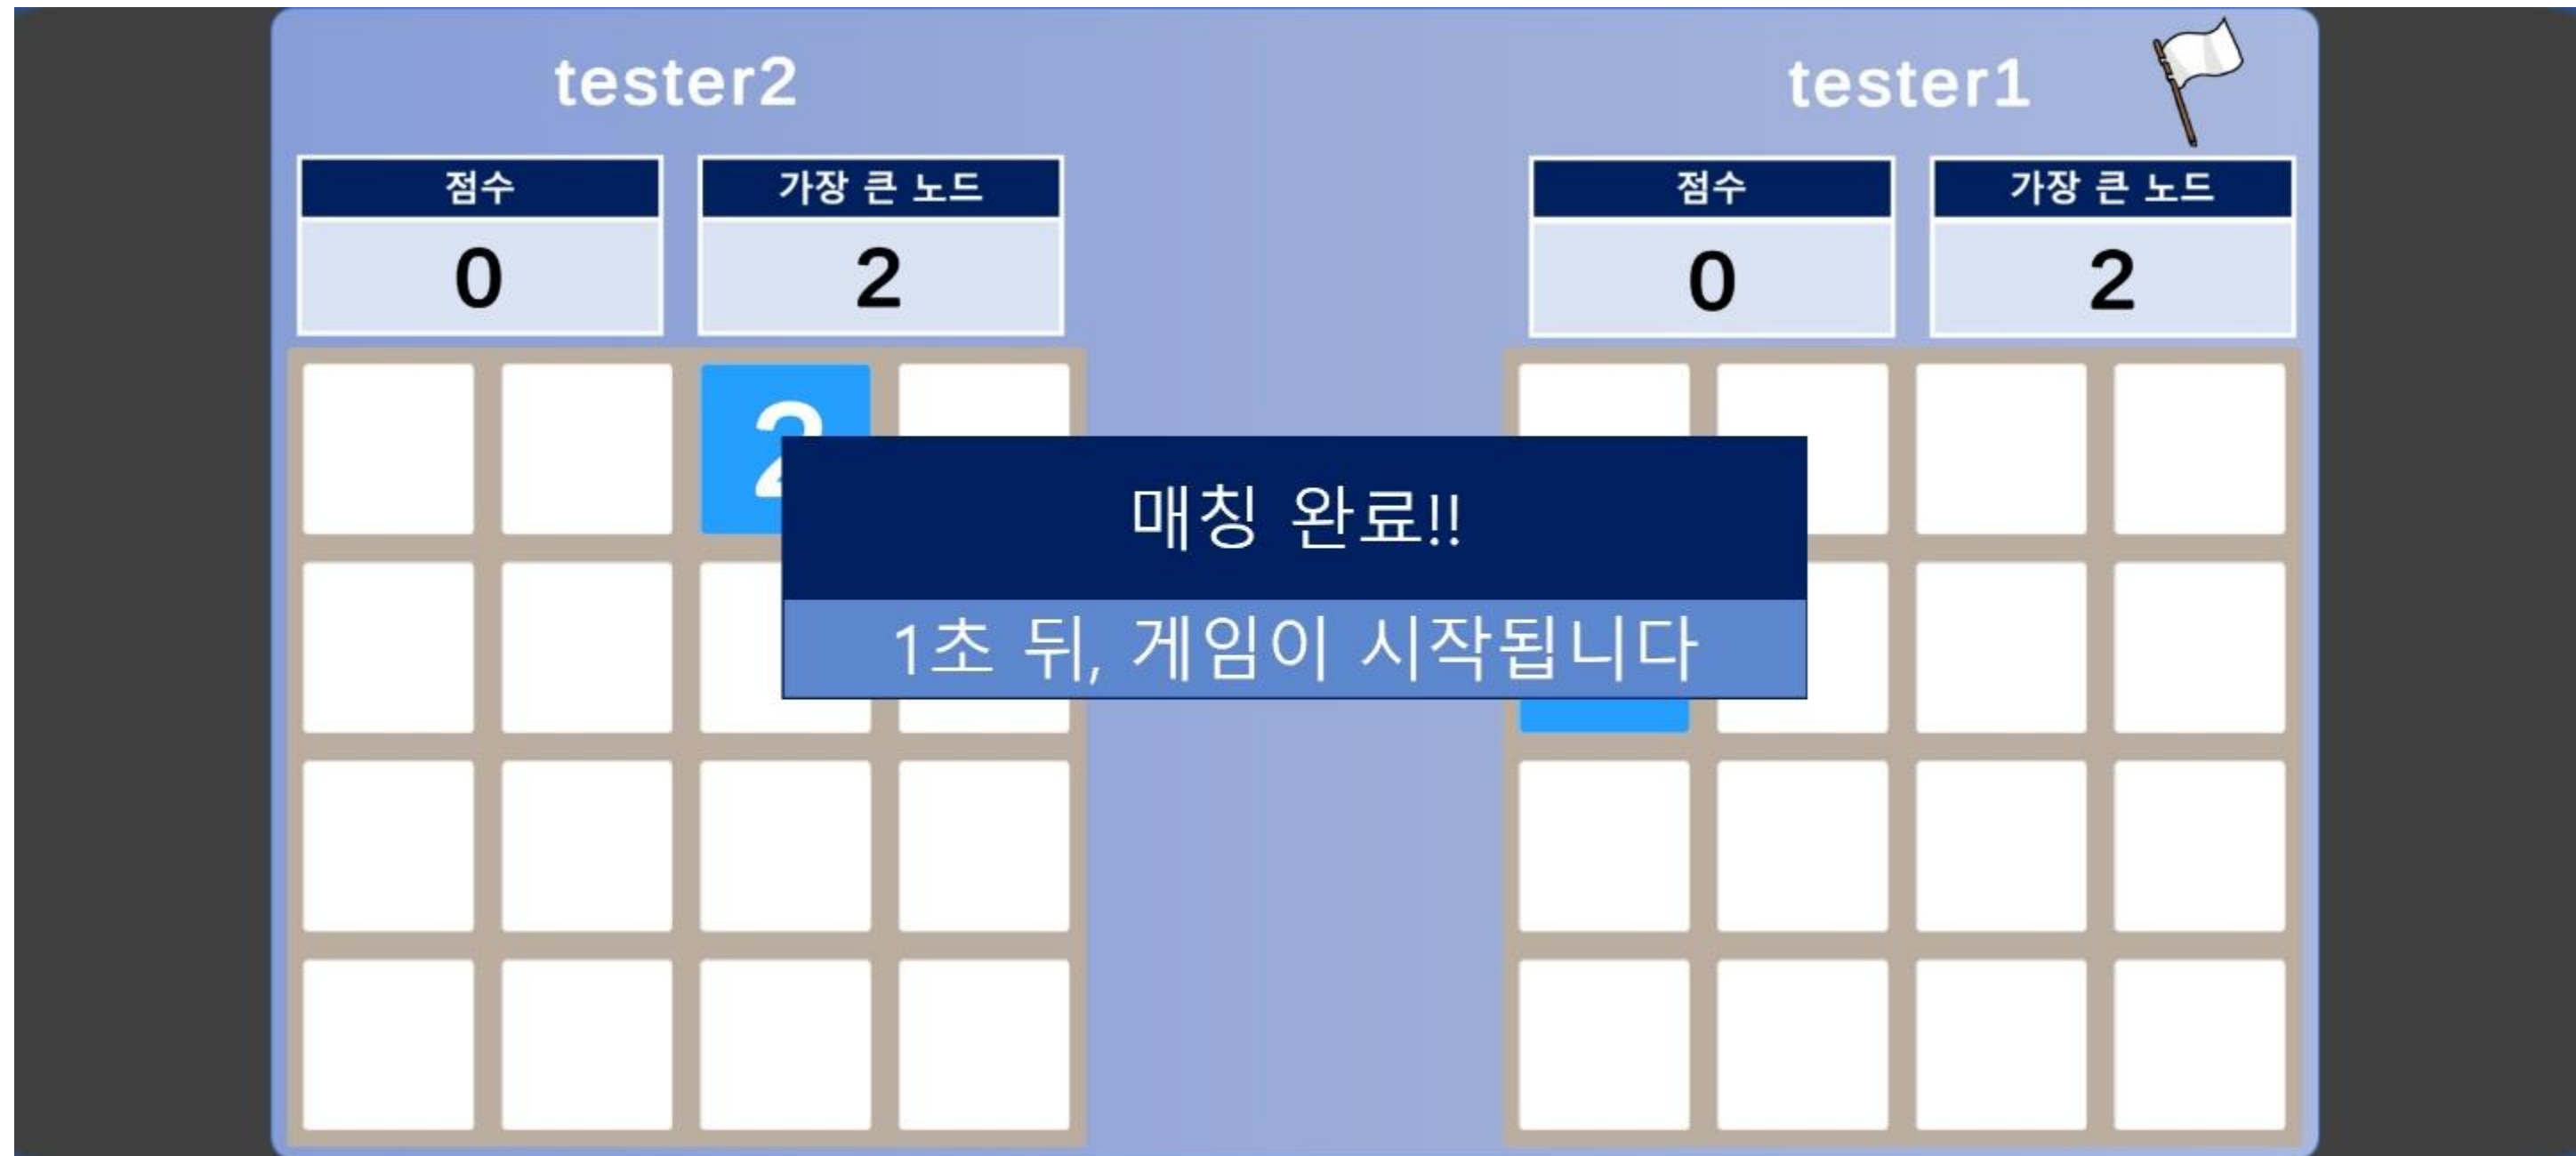 tester2
tester1
점수
가장 큰 노드
점수
가장 큰 노드
0
2
0
2
2
매칭 완료!!
1초 뒤, 게임이 시작됩니다